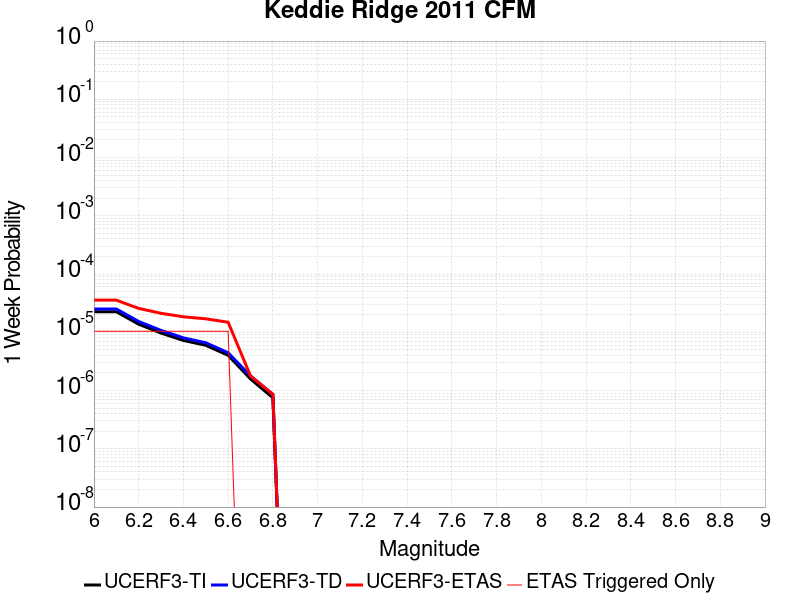 Keddie Ridge 2011 CFM
10^0
10^-1
10^-2
10^-3
10^-4
10^-5
10^-6
10^-7
10^-8
1 Week Probability
6 6.2 6.4 6.6 6.8 7 7.2 7.4 7.6 7.8 8 8.2 8.4 8.6 8.8 9
Magnitude
UCERF3-TI UCERF3-TD UCERF3-ETAS ETAS Triggered Only